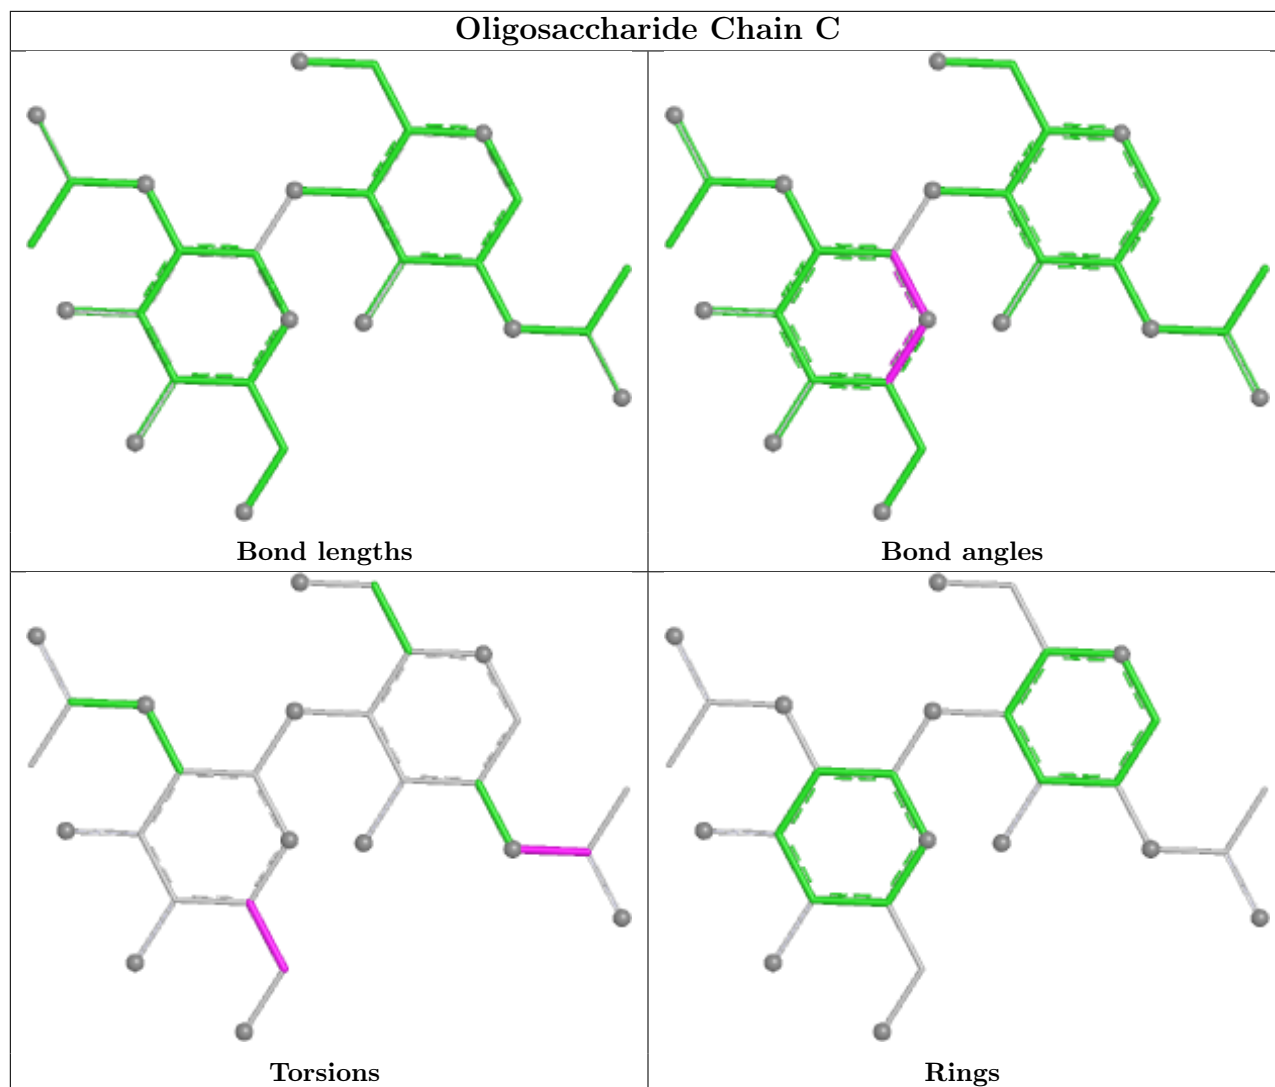 Oligosaccharide Chain C
Bond lengths
Bond angles
Torsions
Rings